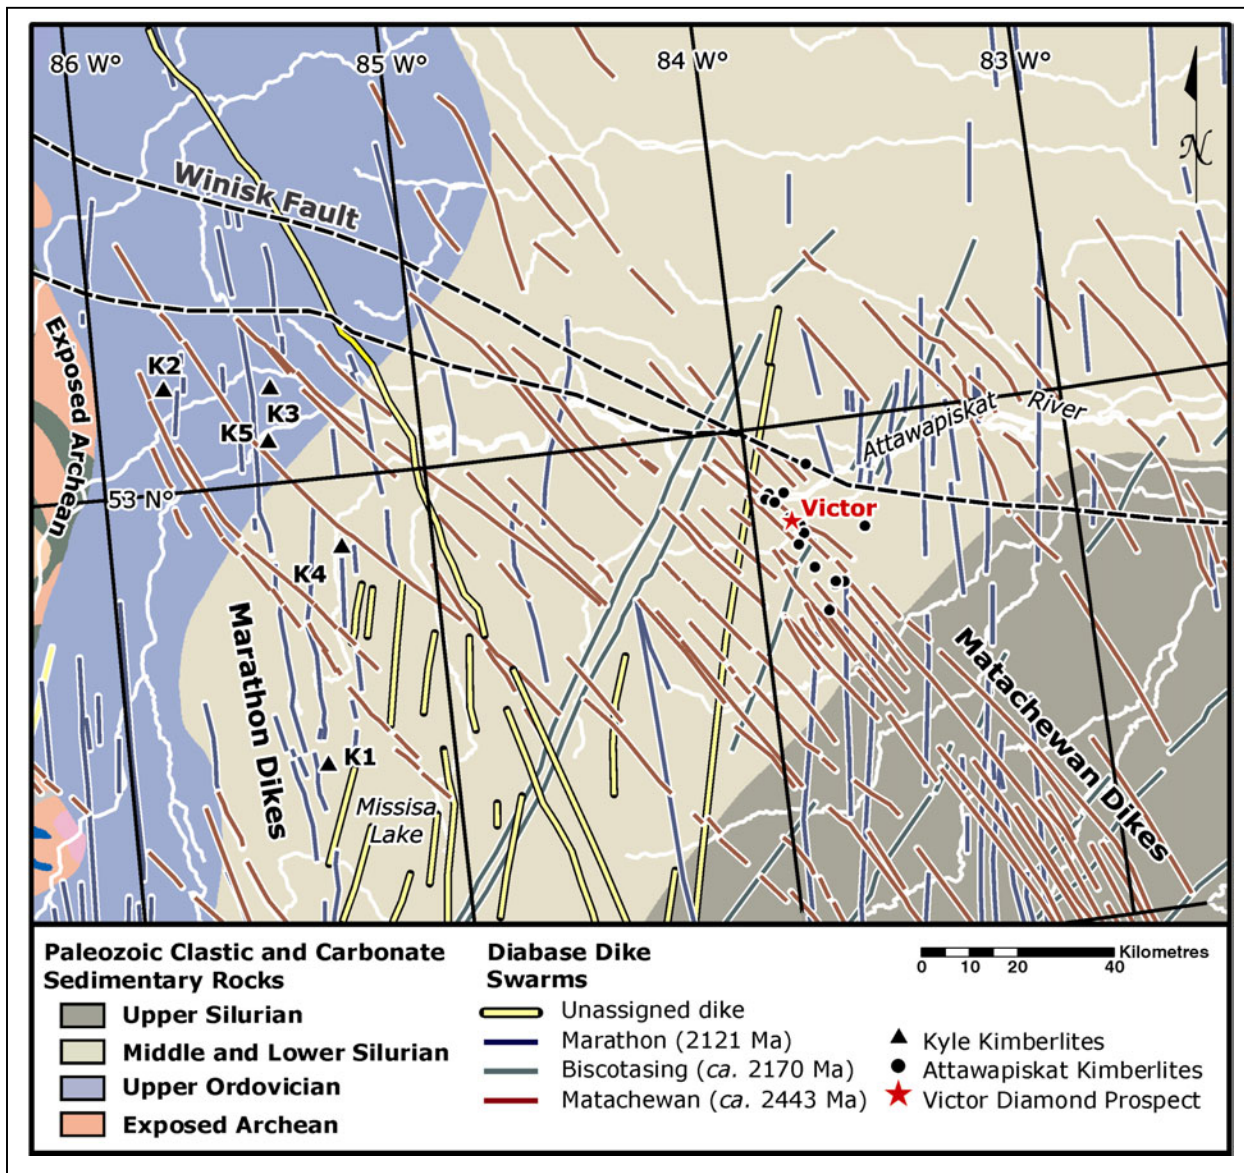 86 W°
85 W°
84 W°
83 W°
N
Winisk Fault
Exposed Archean
K2
K3
K5
53 N°
Attawapiskat
River
Victor
K4
Marathon Dikes
Matachewan Dikes
K1
Missisa
Lake
Paleozoic Clastic and Carbonate
Sedimentary Rocks
Upper Silurian
Middle and Lower Silurian
Upper Ordovician
Exposed Archean
Diabase Dike
Swarms
Unassigned dike
Marathon (2121 Ma)
Biscotasing (ca. 2170 Ma)
Matachewan (ca. 2443 Ma)
Kilometres
0 10 20 40
Kyle Kimberlites
Attawapiskat Kimberlites
Victor Diamond Prospect